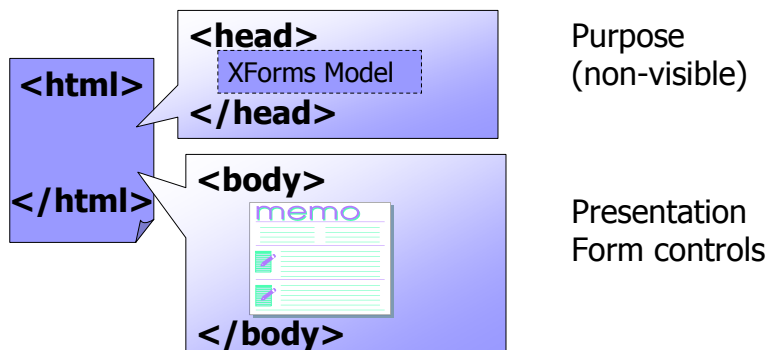 <html>
</html>
<head>
XForms Model
</head>
Purpose
(non-visible)
<body>
memo
</body>
Presentation
Form controls